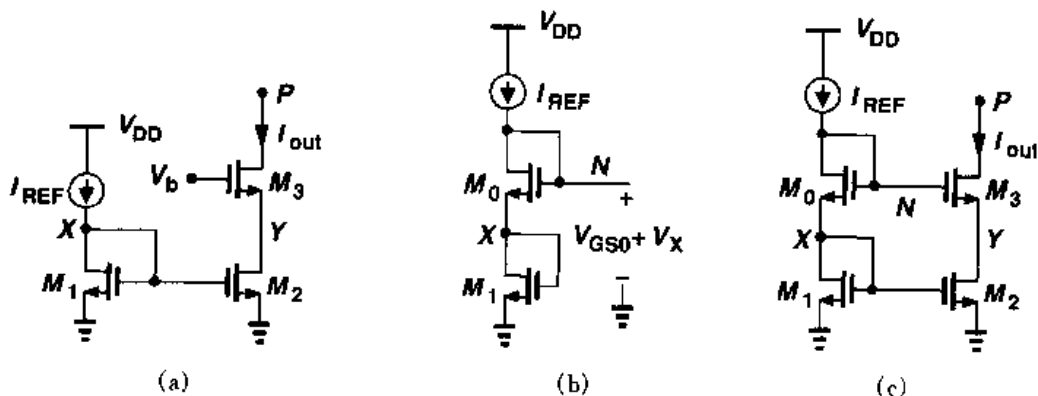 V_DD
I_REF
X
M_1
V_b
P
I_out
M_3
Y
M_2
(a)
V_DD
I_REF
M_0
N
+
X
V_GS0 + V_X
M_1
−
(b)
V_DD
I_REF
P
I_out
M_0
N
M_3
X
Y
M_1
M_2
(c)